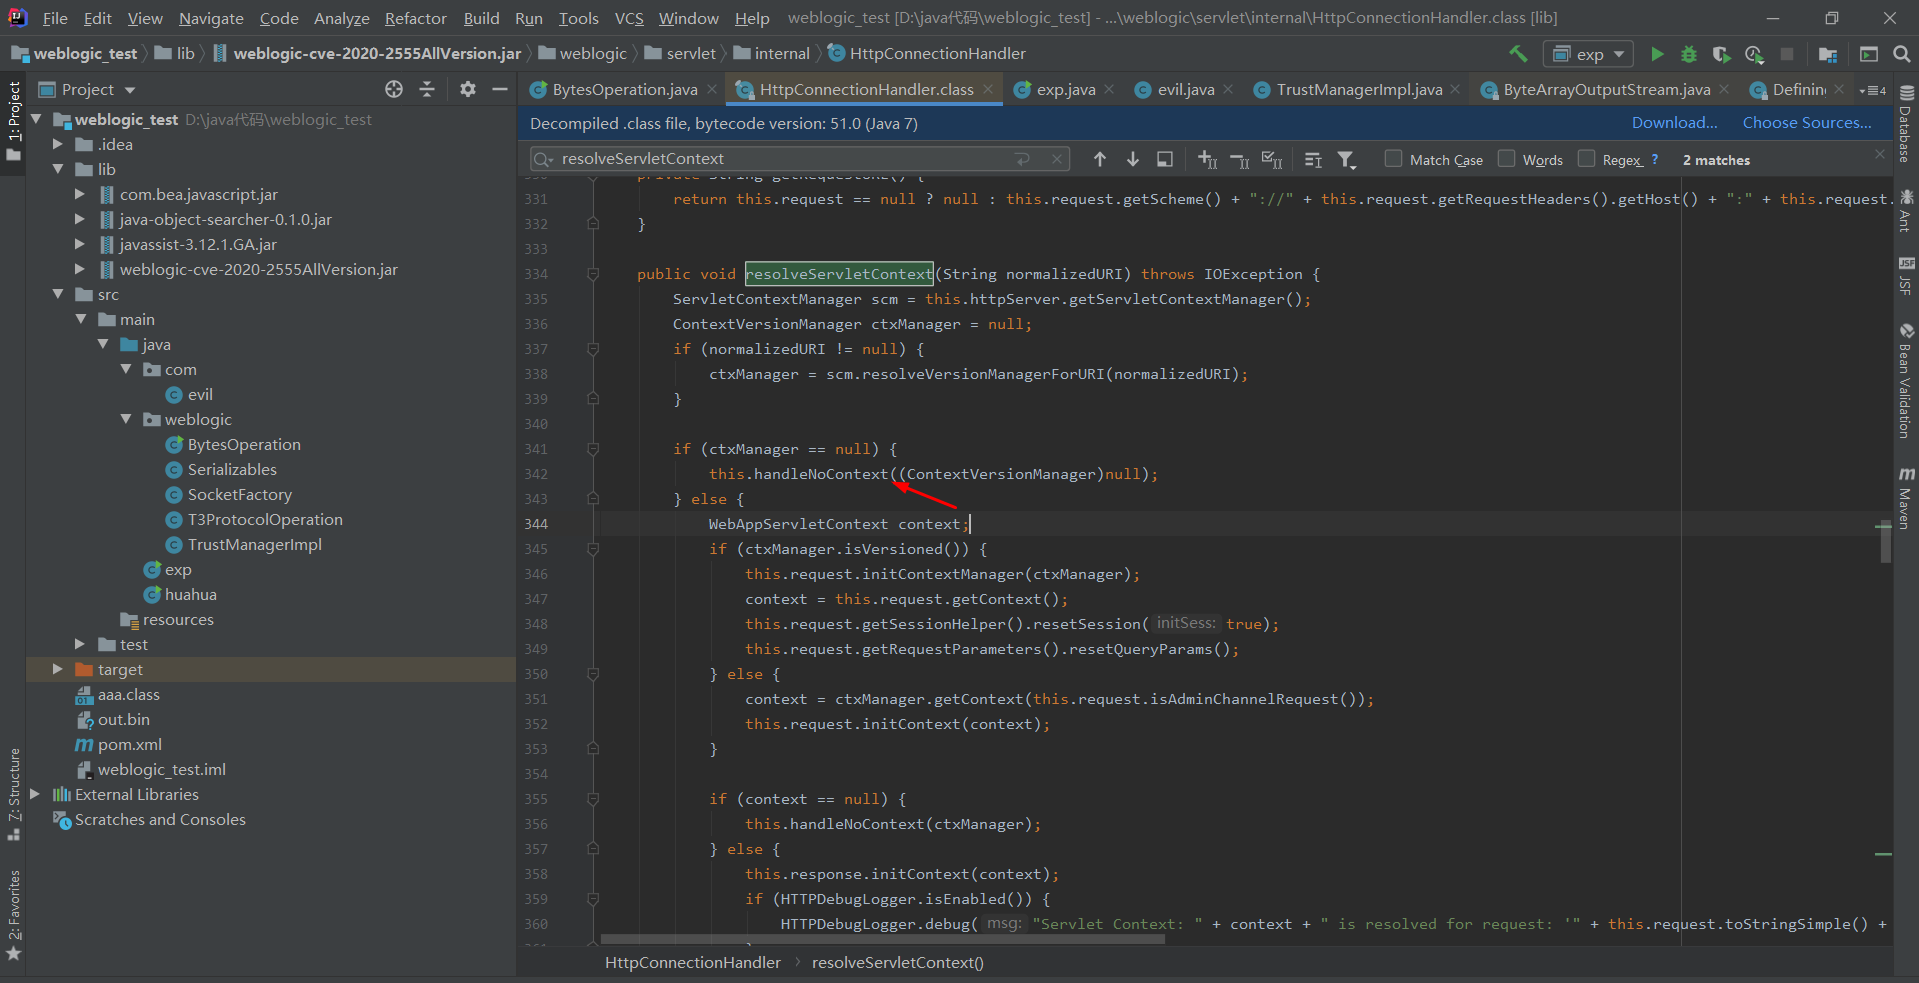 File Edit View Navigate Code Analyze Refactor Build Run Tools VCS Window Help weblogic_test [D:\java代码\weblogic_test] - ...\weblogic\servlet\internal\HttpConnectionHandler.class [lib]
weblogic_test lib weblogic-cve-2020-2555AllVersion.jar weblogic servlet internal HttpConnectionHandler exp
Project
BytesOperation.java HttpConnectionHandler.class exp.java evil.java TrustManagerImpl.java ByteArrayOutputStream.java Defining 4
Decompiled .class file, bytecode version: 51.0 (Java 7) Download... Choose Sources...
resolveServletContext Match Case Words Regex ? 2 matches
1: Project
weblogic_test D:\java代码\weblogic_test
.idea
lib
com.bea.javascript.jar
java-object-searcher-0.1.0.jar
javassist-3.12.1.GA.jar
weblogic-cve-2020-2555AllVersion.jar
src
main
java
com
evil
weblogic
BytesOperation
Serializables
SocketFactory
T3ProtocolOperation
TrustManagerImpl
exp
huahua
resources
test
target
aaa.class
out.bin
pom.xml
weblogic_test.iml
External Libraries
Scratches and Consoles
7: Structure
2: Favorites
331 return this.request == null ? null : this.request.getScheme() + "://" + this.request.getRequestHeaders().getHost() + ":" + this.request.
332 }
333
334 public void resolveServletContext(String normalizedURI) throws IOException {
335 ServletContextManager scm = this.httpServer.getServletContextManager();
336 ContextVersionManager ctxManager = null;
337 if (normalizedURI != null) {
338 ctxManager = scm.resolveVersionManagerForURI(normalizedURI);
339 }
340
341 if (ctxManager == null) {
342 this.handleNoContext((ContextVersionManager)null);
343 } else {
344 WebAppServletContext context;
345 if (ctxManager.isVersioned()) {
346 this.request.initContextManager(ctxManager);
347 context = this.request.getContext();
348 this.request.getSessionHelper().resetSession( initSess: true);
349 this.request.getRequestParameters().resetQueryParams();
350 } else {
351 context = ctxManager.getContext(this.request.isAdminChannelRequest());
352 this.request.initContext(context);
353 }
354
355 if (context == null) {
356 this.handleNoContext(ctxManager);
357 } else {
358 this.response.initContext(context);
359 if (HTTPDebugLogger.isEnabled()) {
360 HTTPDebugLogger.debug( msg: "Servlet Context: " + context + " is resolved for request: '" + this.request.toStringSimple() +
HttpConnectionHandler resolveServletContext()
Database
Ant
JSF
Bean Validation
Maven